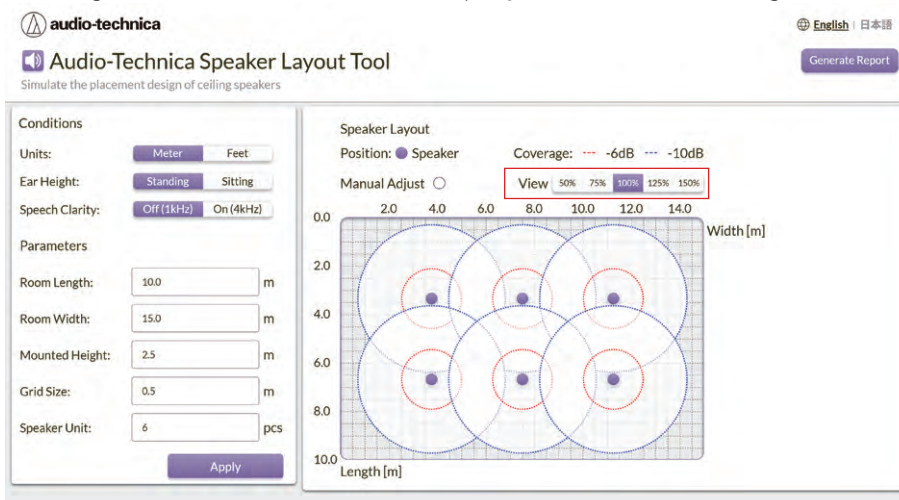 audio-technica
English | 日本語
Audio-Technica Speaker Layout Tool
Generate Report
Simulate the placement design of ceiling speakers
Conditions
Units: Meter Feet
Ear Height: Standing Sitting
Speech Clarity: Off (1kHz) On (4kHz)
Parameters
Room Length: 10.0 m
Room Width: 15.0 m
Mounted Height: 2.5 m
Grid Size: 0.5 m
Speaker Unit: 6 pcs
Apply
Speaker Layout
Position: Speaker Coverage: --- -6dB --- -10dB
Manual Adjust View 50% 75% 100% 125% 150%
0.0 2.0 4.0 6.0 8.0 10.0 12.0 14.0
Width [m]
2.0
4.0
6.0
8.0
10.0
Length [m]